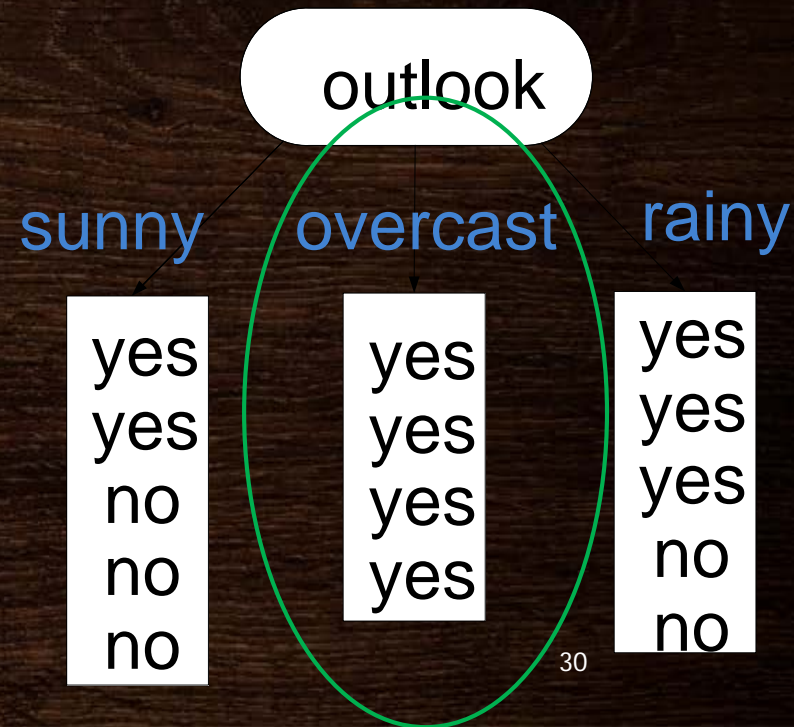 outlook
sunny overcast rainy
yes yes yes
yes yes yes
no yes yes
no yes no
no no
30